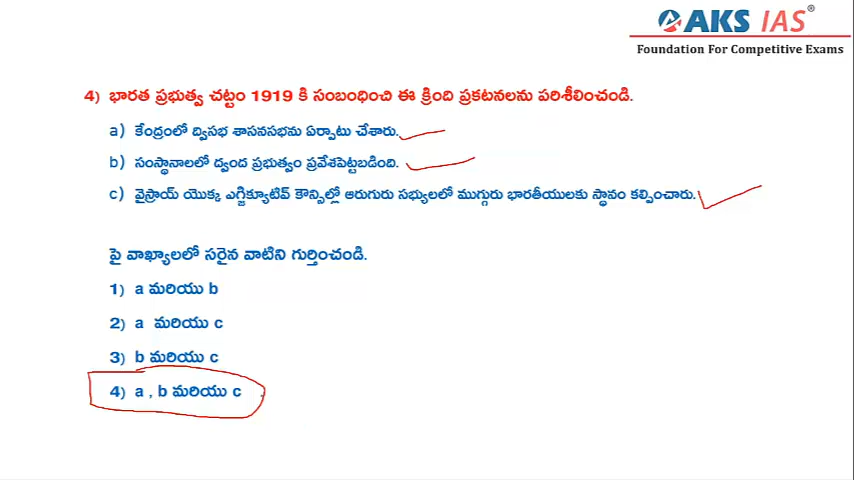 AKS IAS®
Foundation For Competitive Exams
4) భారత ప్రభుత్వ చట్టం 1919 కి సంబంధించి ఈ క్రింది ప్రకటనలను పరిశీలించండి.
a) కేంద్రంలో ద్విసభ శాసనసభను ఏర్పాటు చేశారు.
b) సంస్థానాలలో ద్వంద ప్రభుత్వం ప్రవేశపెట్టబడింది.
c) వైస్రాయ్ యొక్క ఎగ్జిక్యూటివ్ కౌన్సిల్లో ఆరుగురు సభ్యులలో ముగ్గురు భారతీయులకు స్థానం కల్పించారు.
పై వాఖ్యాలలో సరైన వాటిని గుర్తించండి.
1) a మరియు b
2) a మరియు c
3) b మరియు c
4) a , b మరియు c